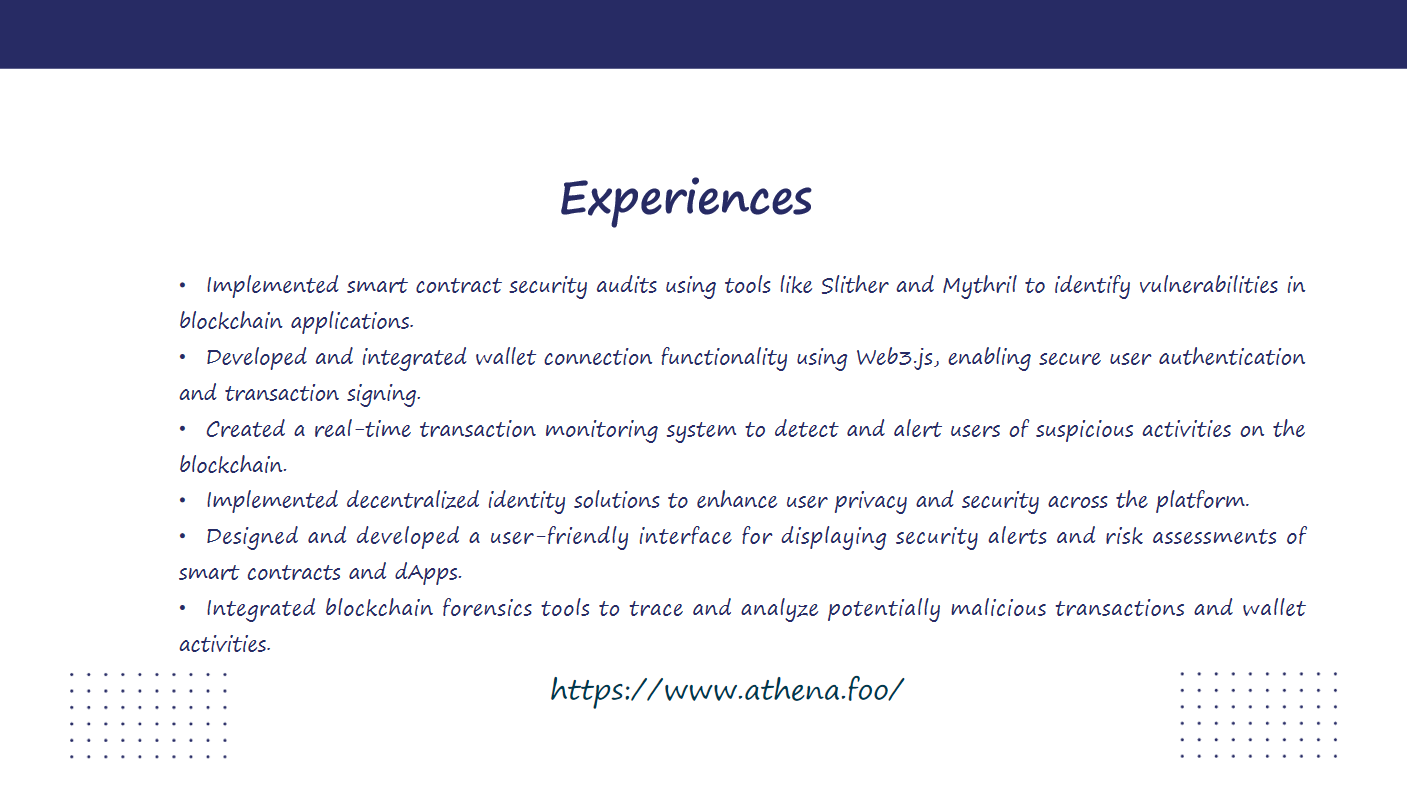 Experiences
• Implemented smart contract security audits using tools like Slither and Mythril to identify vulnerabilities in
blockchain applications.
• Developed and integrated wallet connection functionality using Web3.js, enabling secure user authentication
and transaction signing.
• Created a real-time transaction monitoring system to detect and alert users of suspicious activities on the
blockchain.
• Implemented decentralized identity solutions to enhance user privacy and security across the platform.
• Designed and developed a user-friendly interface for displaying security alerts and risk assessments of
smart contracts and dApps.
• Integrated blockchain forensics tools to trace and analyze potentially malicious transactions and wallet
activities.
https://www.athena.foo/